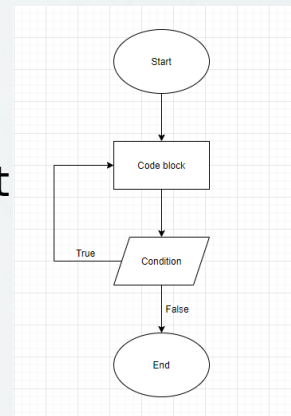 Start
t
Code block
True
Condition
False
End